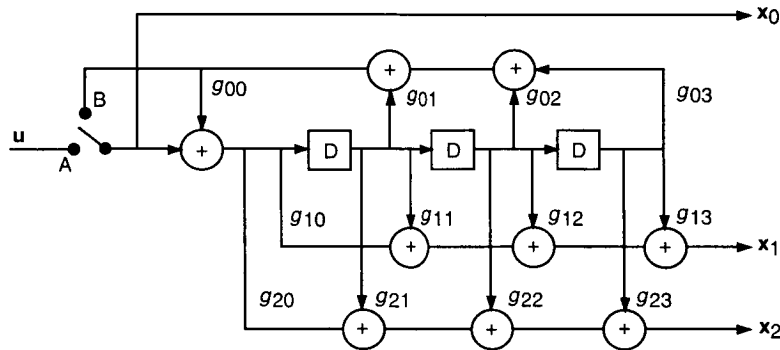 x0
B
g00
g01
g02
g03
u
A
+
+
+
D
D
D
g10
g11
g12
g13
+
+
+
x1
g20
g21
g22
g23
+
+
+
x2